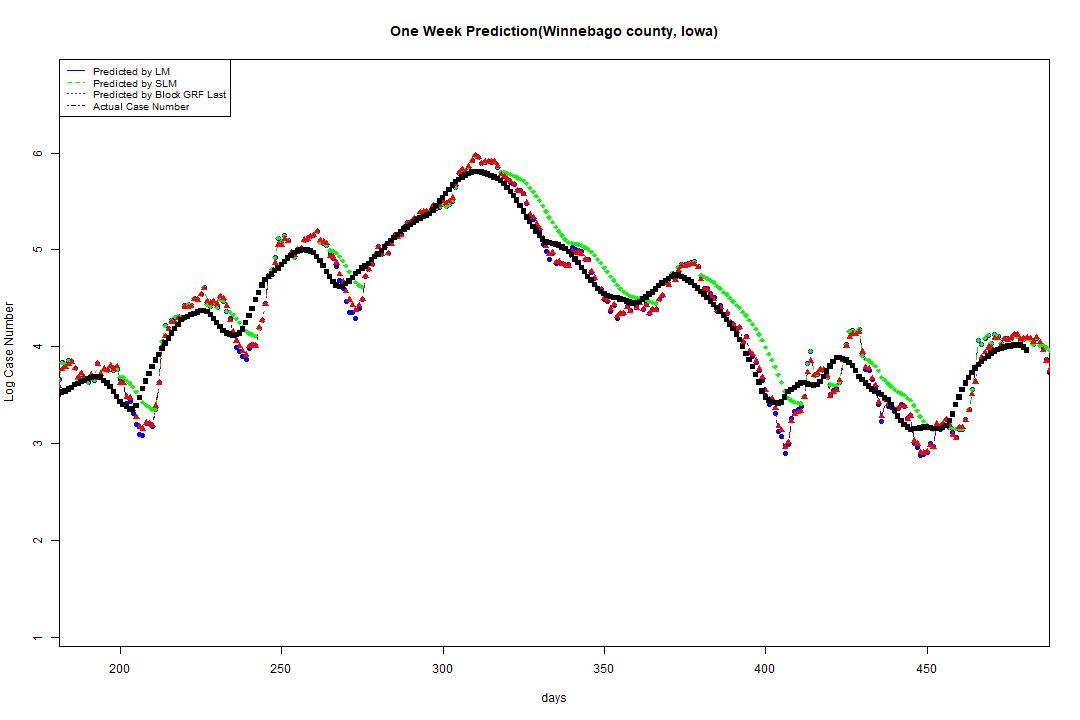 One Week Prediction(Winnebago county, Iowa)
Predicted by LM
Predicted by SLM
Predicted by Block GRF Last
Actual Case Number
6
5
4
3
2
1
Log Case Number
200 250 300 350 400 450
days